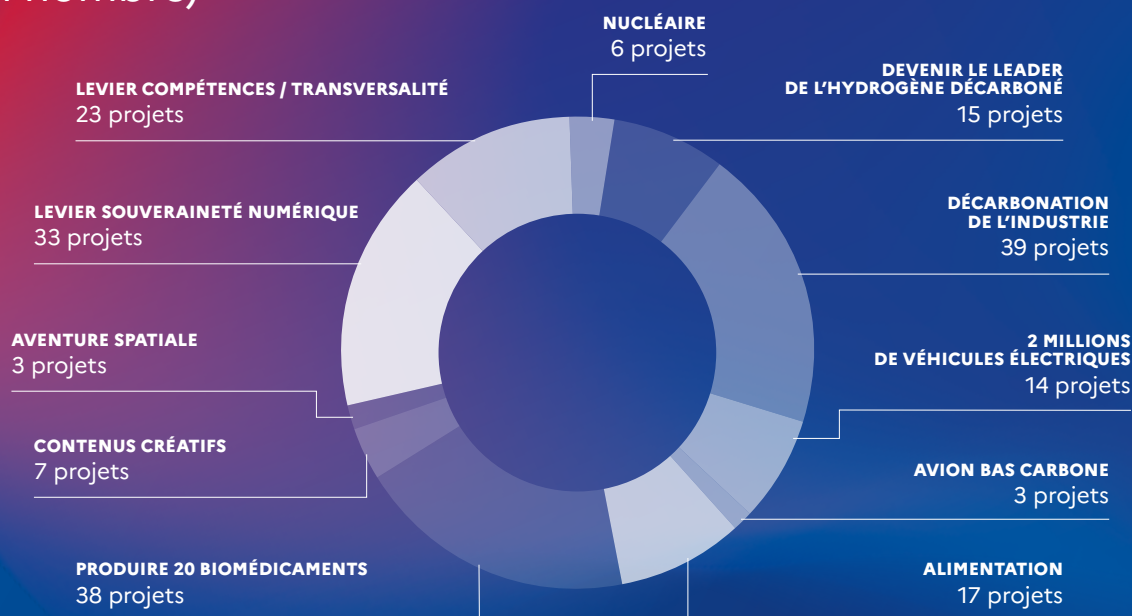 NUCLÉAIRE
6 projets
DEVENIR LE LEADER
DE L'HYDROGÈNE DÉCARBONÉ
15 projets
LEVIER COMPÉTENCES / TRANSVERSALITÉ
23 projets
DÉCARBONATION
DE L'INDUSTRIE
39 projets
LEVIER SOUVERAINETÉ NUMÉRIQUE
33 projets
2 MILLIONS
DE VÉHICULES ÉLECTRIQUES
14 projets
AVENTURE SPATIALE
3 projets
CONTENUS CRÉATIFS
7 projets
AVION BAS CARBONE
3 projets
PRODUIRE 20 BIOMÉDICAMENTS
38 projets
ALIMENTATION
17 projets